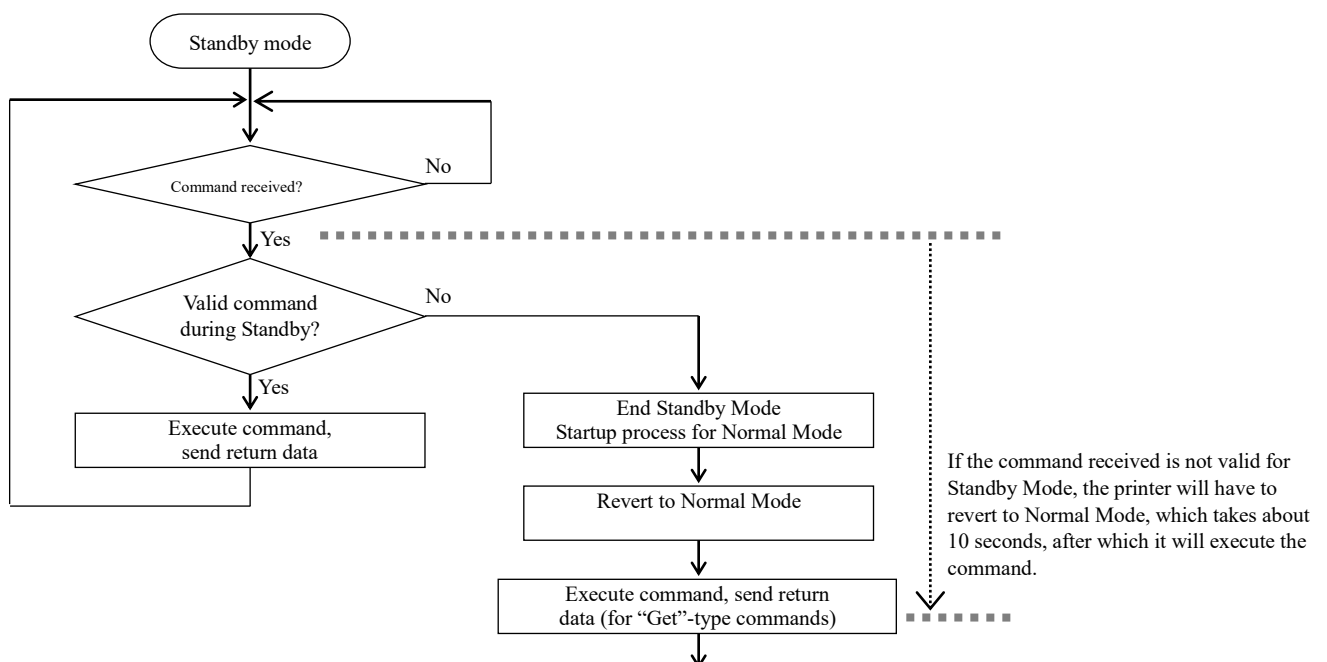 Standby mode
No
Command received?
Yes
Valid command
during Standby?
No
Yes
Execute command,
send return data
End Standby Mode
Startup process for Normal Mode
Revert to Normal Mode
Execute command, send return
data (for “Get”-type commands)
If the command received is not valid for
Standby Mode, the printer will have to
revert to Normal Mode, which takes about
10 seconds, after which it will execute the
command.